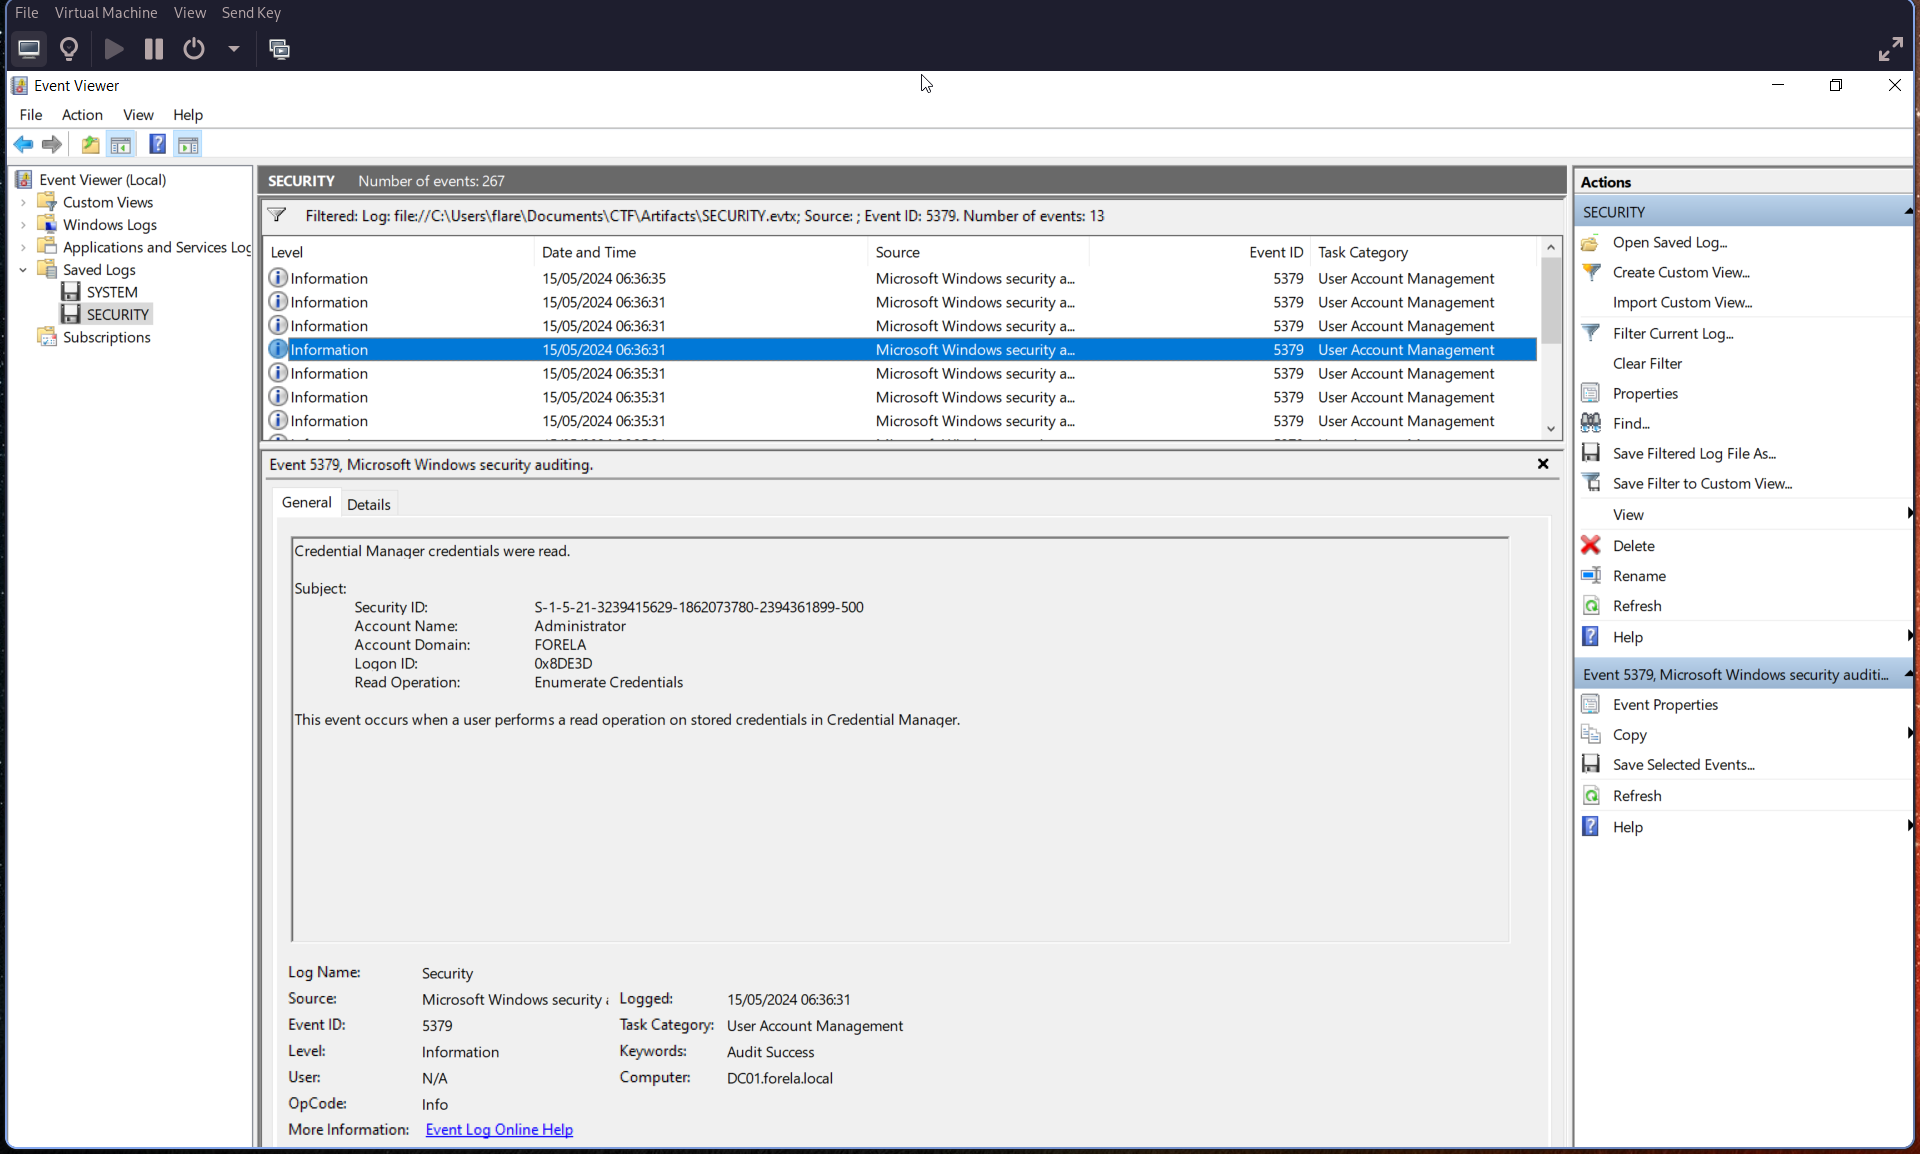 File Virtual Machine View Send Key
Event Viewer
File Action View Help
Event Viewer (Local)
Custom Views
Windows Logs
Applications and Services Log
Saved Logs
SYSTEM
SECURITY
Subscriptions
SECURITY Number of events: 267
Filtered: Log: file://C:\Users\flare\Documents\CTF\Artifacts\SECURITY.evtx; Source: ; Event ID: 5379. Number of events: 13
Level Date and Time Source Event ID Task Category
Information 15/05/2024 06:36:35 Microsoft Windows security a... 5379 User Account Management
Information 15/05/2024 06:36:31 Microsoft Windows security a... 5379 User Account Management
Information 15/05/2024 06:36:31 Microsoft Windows security a... 5379 User Account Management
Information 15/05/2024 06:36:31 Microsoft Windows security a... 5379 User Account Management
Information 15/05/2024 06:35:31 Microsoft Windows security a... 5379 User Account Management
Information 15/05/2024 06:35:31 Microsoft Windows security a... 5379 User Account Management
Information 15/05/2024 06:35:31 Microsoft Windows security a... 5379 User Account Management
Event 5379, Microsoft Windows security auditing.
General Details
Credential Manager credentials were read.
Subject:
Security ID: S-1-5-21-3239415629-1862073780-2394361899-500
Account Name: Administrator
Account Domain: FORELA
Logon ID: 0x8DE3D
Read Operation: Enumerate Credentials
This event occurs when a user performs a read operation on stored credentials in Credential Manager.
Log Name: Security
Source: Microsoft Windows security Logged: 15/05/2024 06:36:31
Event ID: 5379 Task Category: User Account Management
Level: Information Keywords: Audit Success
User: N/A Computer: DC01.forela.local
OpCode: Info
More Information: Event Log Online Help
Actions
SECURITY
Open Saved Log...
Create Custom View...
Import Custom View...
Filter Current Log...
Clear Filter
Properties
Find...
Save Filtered Log File As...
Save Filter to Custom View...
View
Delete
Rename
Refresh
Help
Event 5379, Microsoft Windows security auditi...
Event Properties
Copy
Save Selected Events...
Refresh
Help